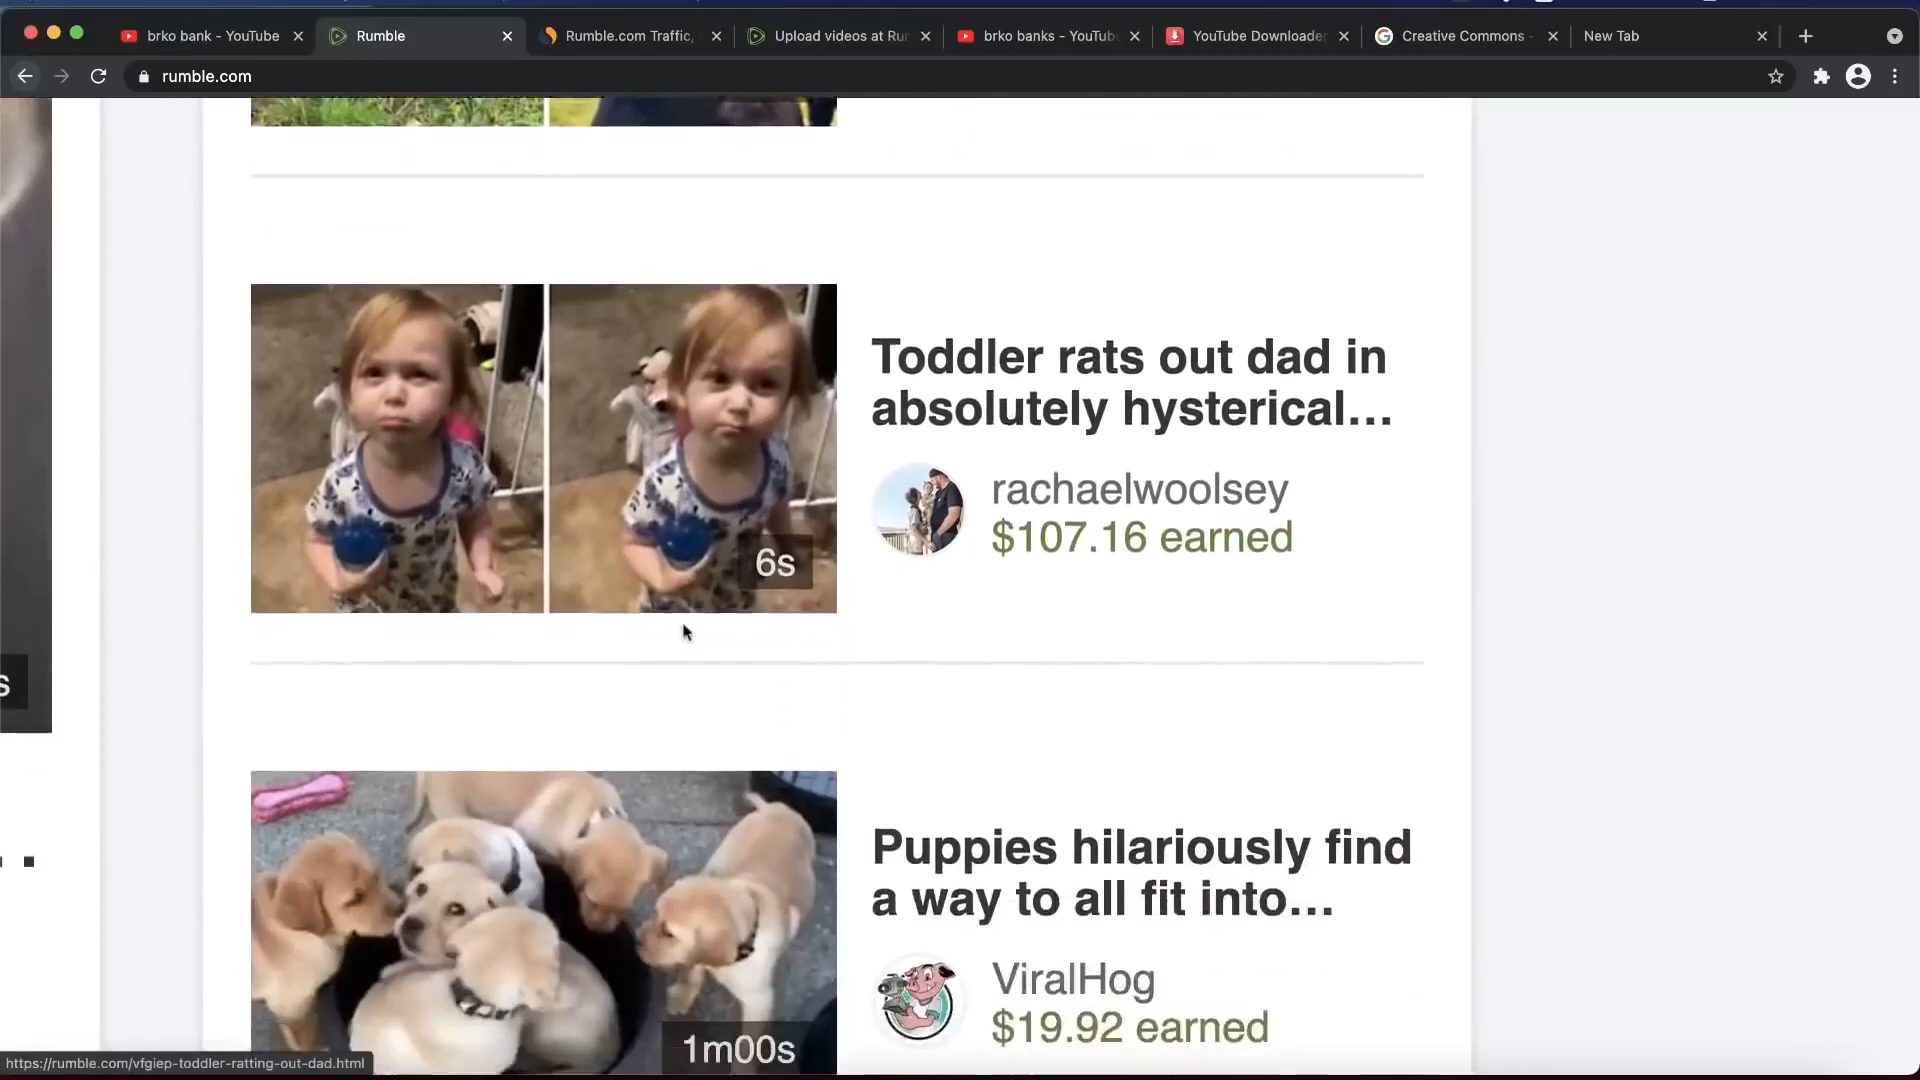 brko bank - YouTube
Rumble
Rumble.com Traffic,
Upload videos at Rum
brko banks - YouTube
YouTube Downloader
Creative Commons -
New Tab
rumble.com
Toddler rats out dad in
absolutely hysterical...
rachaelwoolsey
$107.16 earned
6s
s
Puppies hilariously find
a way to all fit into...
ViralHog
$19.92 earned
1m00s
https://rumble.com/vfgiep-toddler-ratting-out-dad.html